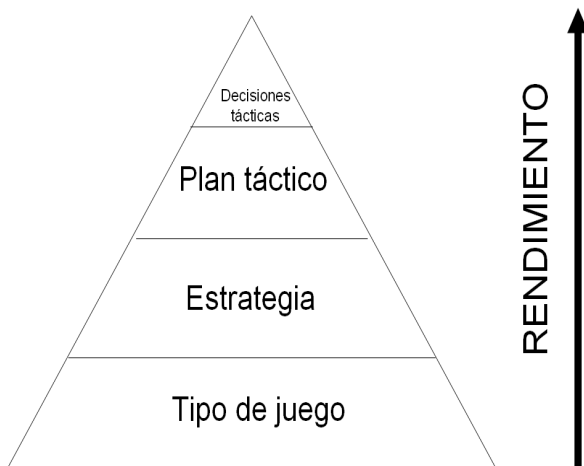 Decisiones
tácticas
Plan táctico
Estrategia
Tipo de juego
RENDIMIENTO